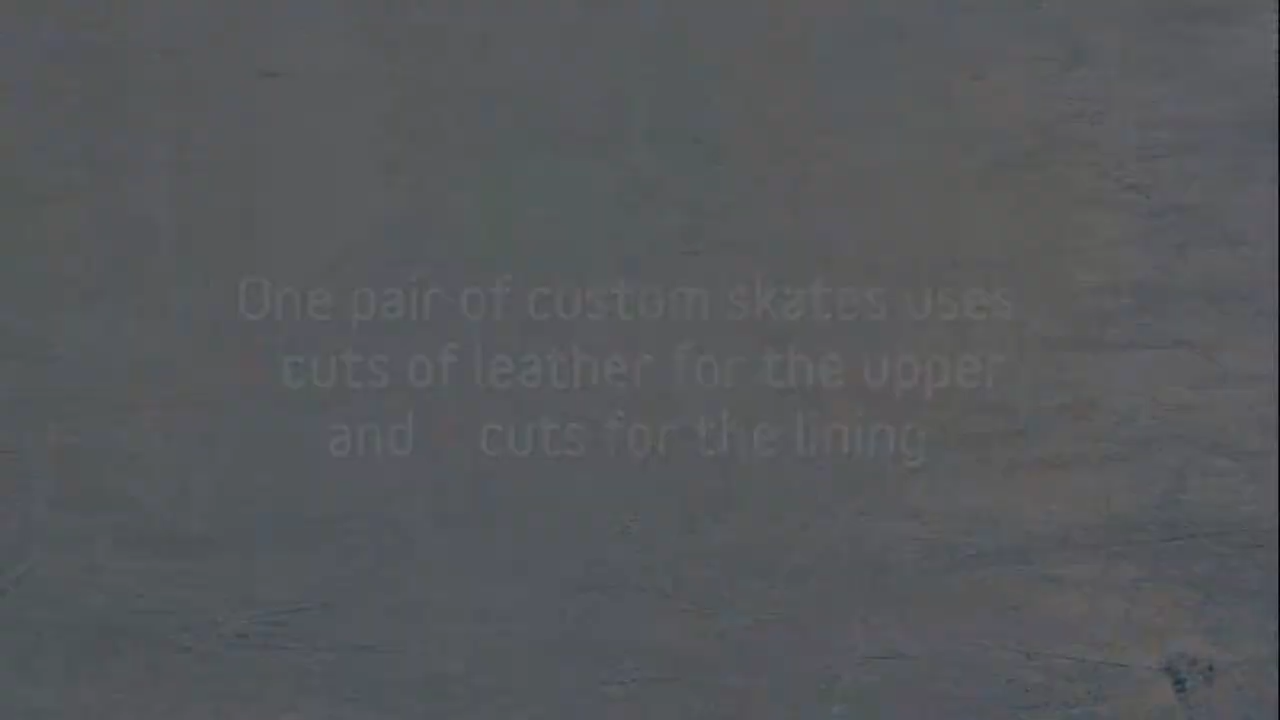 One pair of custom skates uses
cuts of leather for the upper
and cuts for the lining